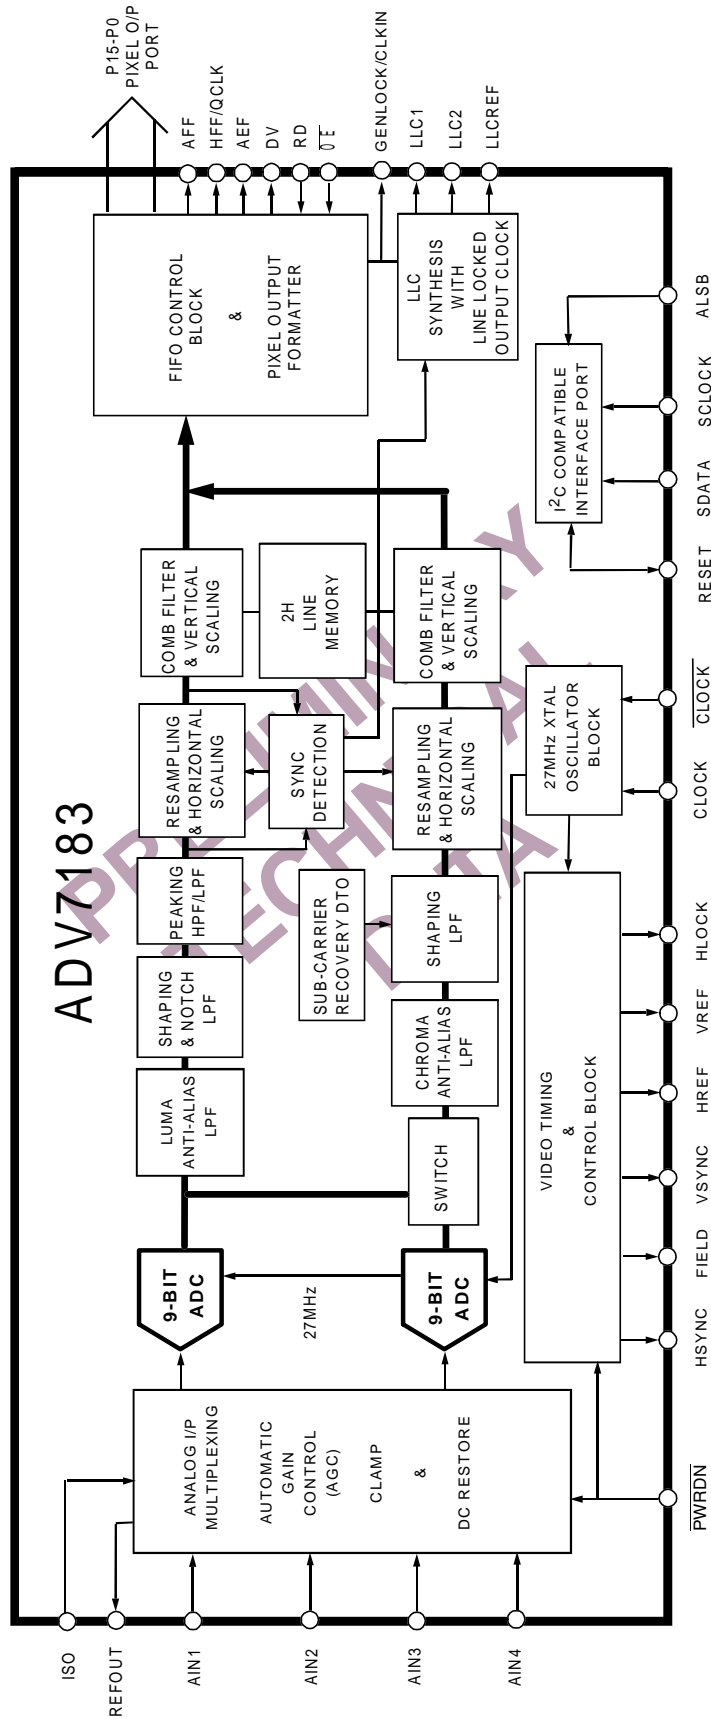 ADV7183
PRELIMINARY
TECHNICAL
DATA
ISO
REFOUT
AIN1
AIN2
AIN3
AIN4
ANALOG I/P
MULTIPLEXING
AUTOMATIC
GAIN
CONTROL
(AGC)
CLAMP
&
DC RESTORE
9-BIT
ADC
27MHz
9-BIT
ADC
SWITCH
LUMA
ANTI-ALIAS
LPF
SHAPING
& NOTCH
LPF
PEAKING
HPF/LPF
RESAMPLING
& HORIZONTAL
SCALING
COMB FILTER
& VERTICAL
SCALING
CHROMA
ANTI-ALIAS
LPF
SUB-CARRIER
RECOVERY DTO
SHAPING
LPF
SYNC
DETECTION
RESAMPLING
& HORIZONTAL
SCALING
2H
LINE
MEMORY
COMB FILTER
& VERTICAL
SCALING
FIFO CONTROL
BLOCK
&
PIXEL OUTPUT
FORMATTER
LLC
SYNTHESIS
WITH
LINE LOCKED
OUTPUT CLOCK
P15-P0
PIXEL O/P
PORT
AFF
HFF/QCLK
AEF
DV
RD
OE
GENLOCK/CLKIN
LLC1
LLC2
LLCREF
VIDEO TIMING
&
CONTROL BLOCK
27MHz XTAL
OSCILLATOR
BLOCK
I2C COMPATIBLE
INTERFACE PORT
PWRDN
HSYNC
FIELD
VSYNC
HREF
VREF
HLOCK
CLOCK
CLOCK
RESET
SDATA
SCLOCK
ALSB